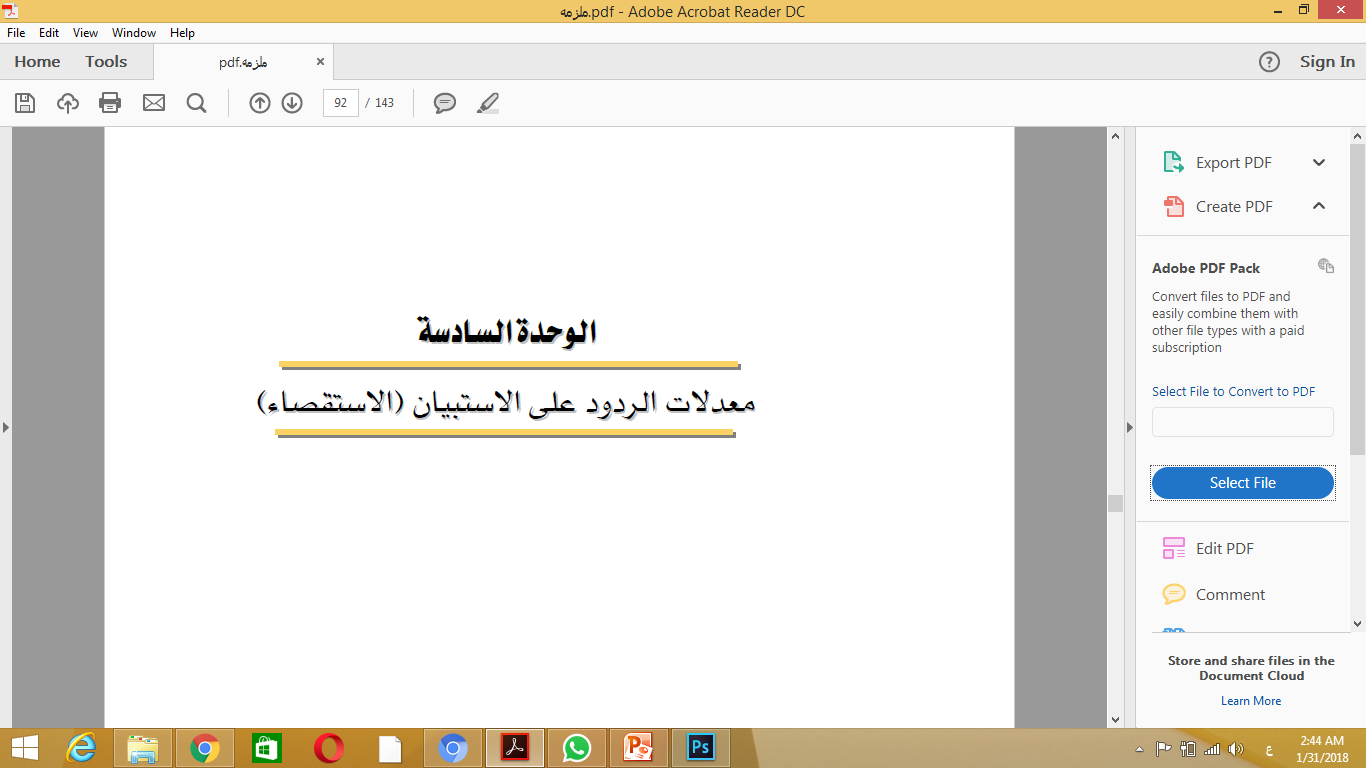 ملزمه.pdf - Adobe Acrobat Reader DC
File Edit View Window Help
Home Tools ملزمه.pdf × ? Sign In
92 / 143
الوحدة السادسة
معدلات الردود على الاستبيان (الاستقصاء)
Export PDF
Create PDF
Adobe PDF Pack
Convert files to PDF and
easily combine them with
other file types with a paid
subscription
Select File to Convert to PDF
Select File
Edit PDF
Comment
Store and share files in the
Document Cloud
Learn More
Ps
ع
2:44 AM
1/31/2018